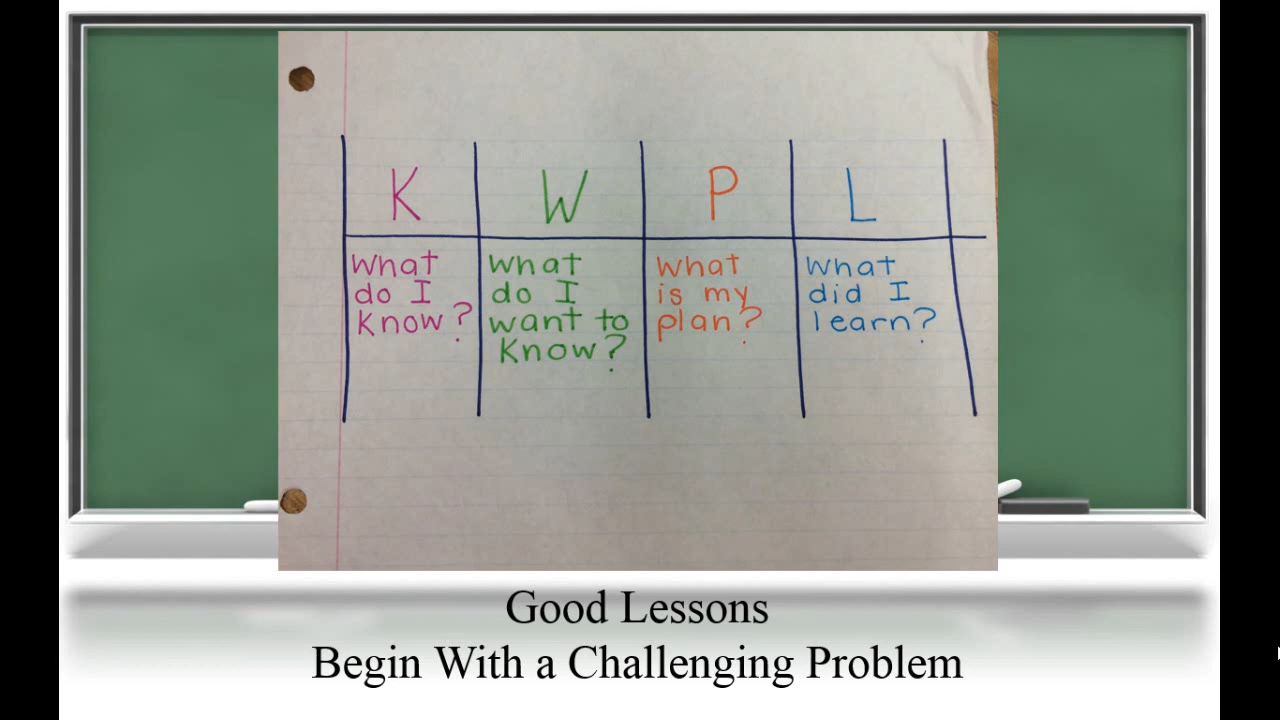 K W P L
What What What What
do I do I is my did I
know? want to plan? learn?
know?
Good Lessons
Begin With a Challenging Problem